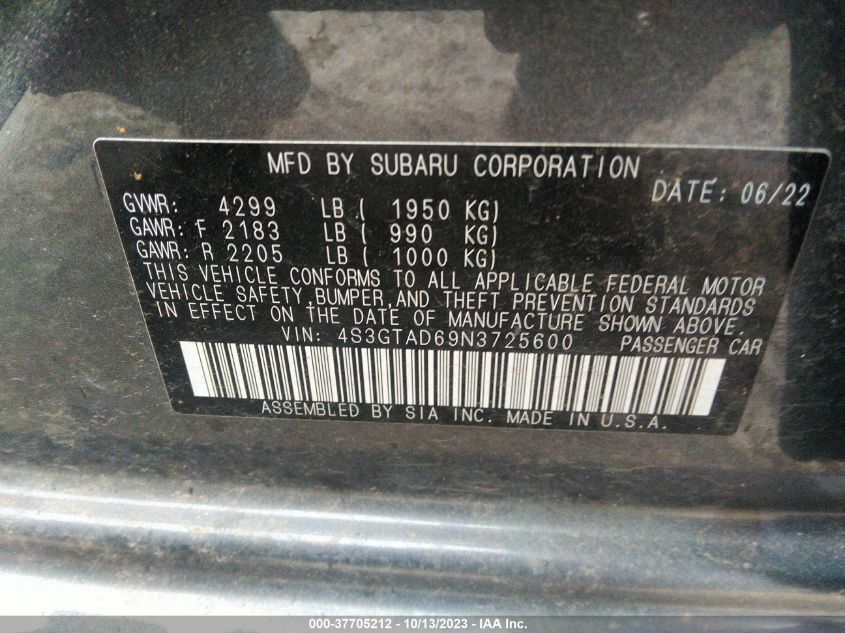 MFD BY SUBARU CORPORATION
DATE: 06/22
GVWR: 4299 LB ( 1950 KG)
GAWR: F 2183 LB ( 990 KG)
GAWR: R 2205 LB ( 1000 KG)
THIS VEHICLE CONFORMS TO ALL APPLICABLE FEDERAL MOTOR
VEHICLE SAFETY,BUMPER,AND THEFT PREVENTION STANDARDS
IN EFFECT ON THE DATE OF MANUFACTURE SHOWN ABOVE.
VIN: 4S3GTAD69N3725600 PASSENGER CAR
ASSEMBLED BY SIA INC. MADE IN U.S.A.
000-37705212 - 10/13/2023 - IAA Inc.